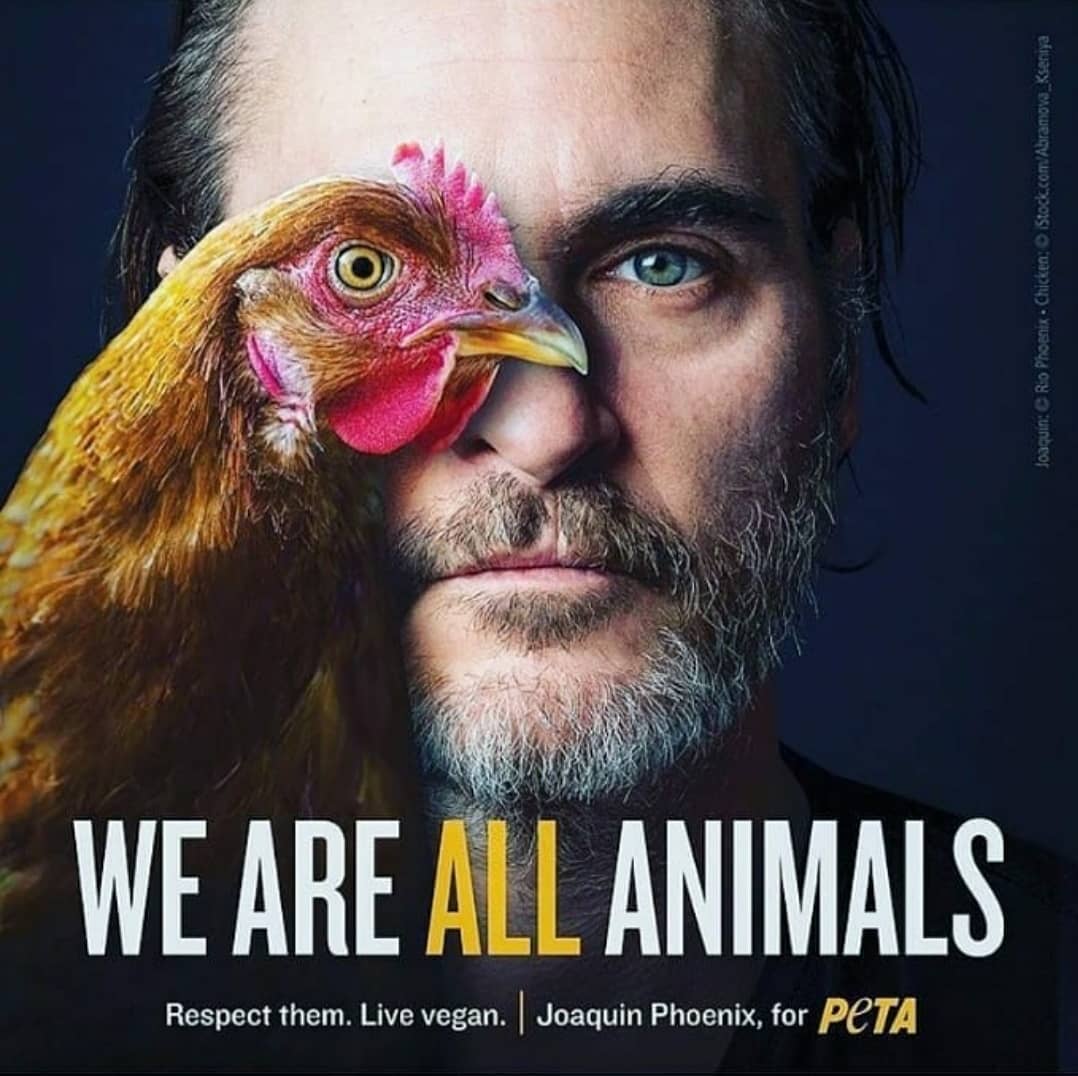 WE ARE ALL ANIMALS
Respect them. Live vegan. | Joaquin Phoenix, for PETA
Joaquin: © Rio Phoenix • Chicken: © iStock.com/Abramova_Kseniya